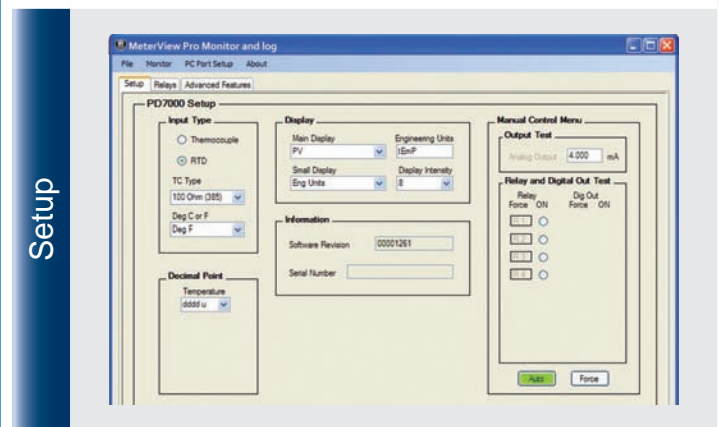 Setup
MeterView Pro Monitor and log
File Monitor PC Port Setup About
Setup Relays Advanced Features
PD7000 Setup
Input Type
Thermocouple
RTD
TC Type
100 Ohm (385)
Deg C or F
Deg F
Decimal Point
Temperature
dddd u
Display
Main Display Engineering Units
PV tEmP
Small Display Display Intensity
Eng Units 8
Information
Software Revision 00001261
Serial Number
Manual Control Menu
Output Test
Analog Output 4.000 mA
Relay and Digital Out Test
Relay Dig Out
Force ON Force ON
R 1
R 2
R 3
R 4
Auto Force